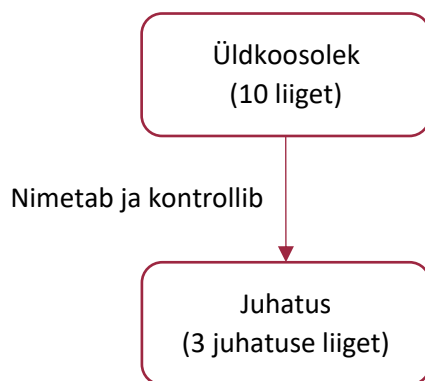 Üldkoosolek
(10 liiget)
Nimetab ja kontrollib
Juhatus
(3 juhatuse liiget)